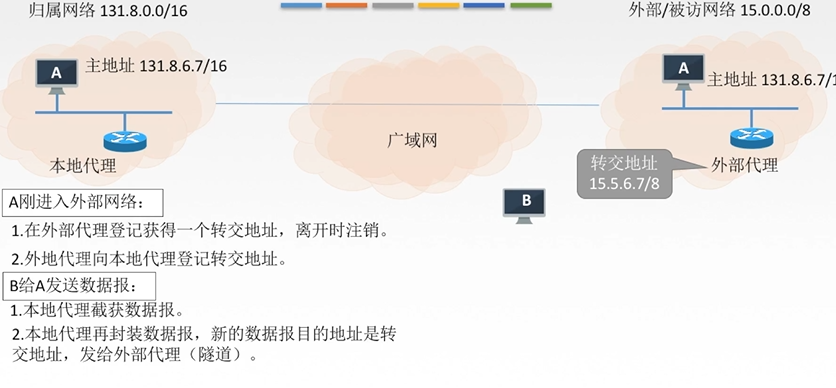 归属网络 131.8.0.0/16
外部/被访网络 15.0.0.0/8
A
主地址 131.8.6.7/16
A
主地址 131.8.6.7/1
广域网
本地代理
外部代理
转交地址
15.5.6.7/8
B
A刚进入外部网络：
1.在外部代理登记获得一个转交地址，离开时注销。
2.外地代理向本地代理登记转交地址。
B给A发送数据报：
1.本地代理截获数据报。
2.本地代理再封装数据报，新的数据报目的地址是转
交地址，发给外部代理（隧道）。